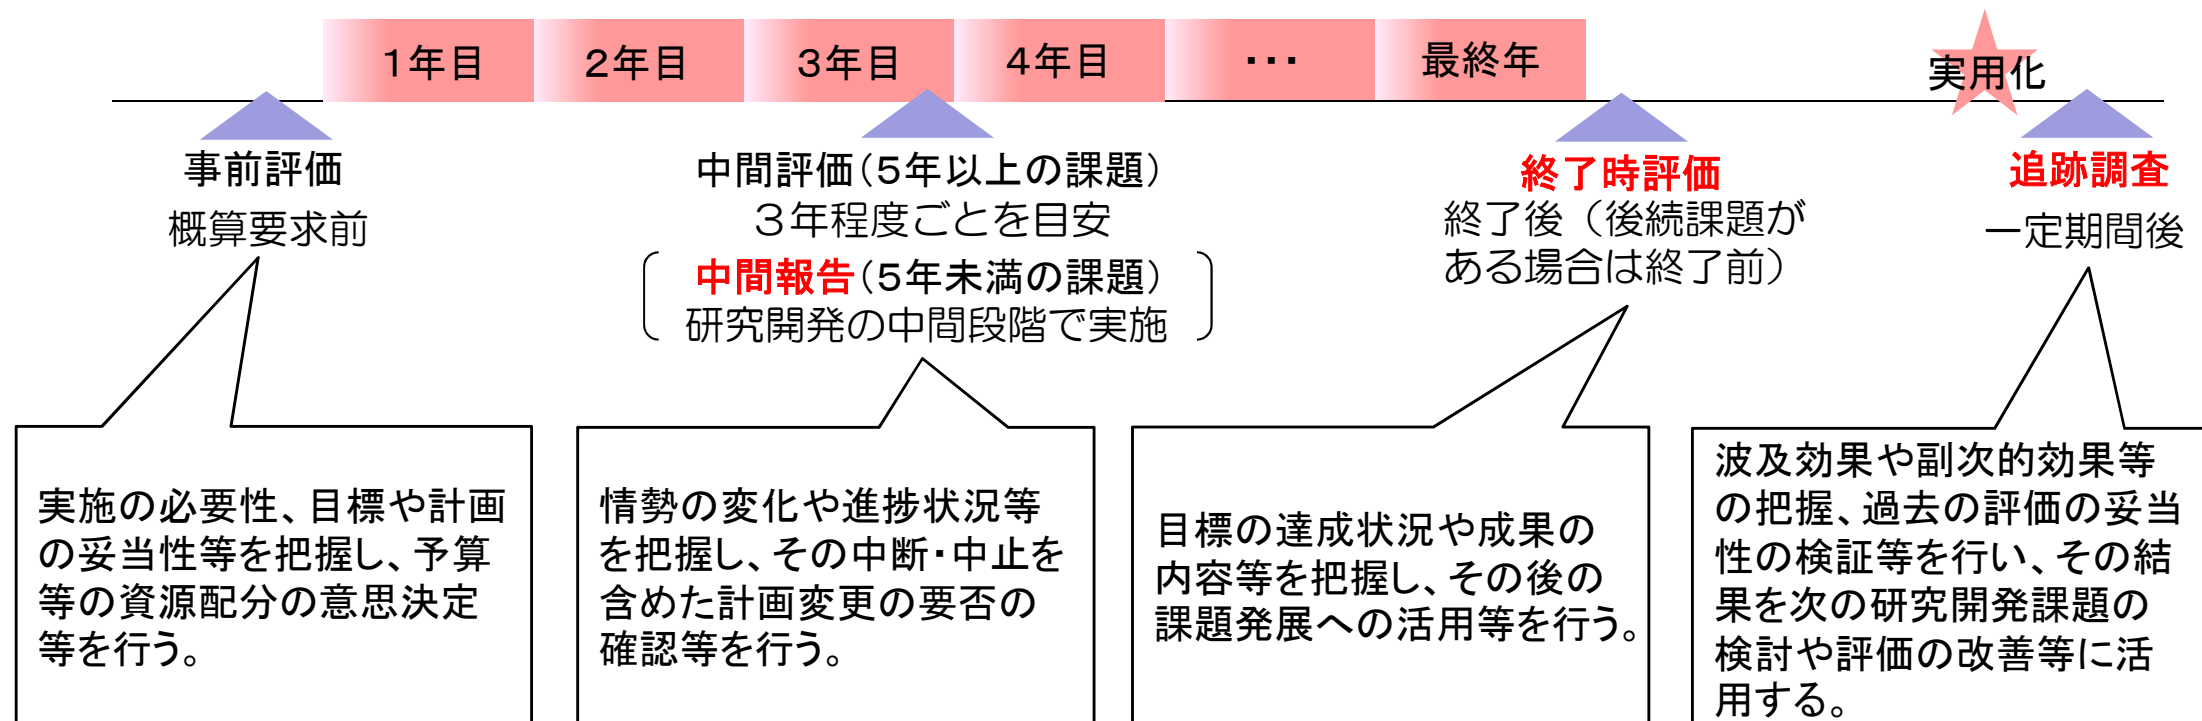 1年目
2年目
3年目
4年目
・・・
最終年
実用化
事前評価
概算要求前
中間評価(5年以上の課題)
3年程度ごとを目安
中間報告(5年未満の課題)
研究開発の中間段階で実施
終了時評価
終了後(後続課題が
ある場合は終了前)
追跡調査
一定期間後
実施の必要性、目標や計画
の妥当性等を把握し、予算
等の資源配分の意思決定
等を行う。
情勢の変化や進捗状況等
を把握し、その中断・中止を
含めた計画変更の要否の
確認等を行う。
目標の達成状況や成果の
内容等を把握し、その後の
課題発展への活用等を行う。
波及効果や副次的効果等
の把握、過去の評価の妥当
性の検証等を行い、その結
果を次の研究開発課題の
検討や評価の改善等に活
用する。